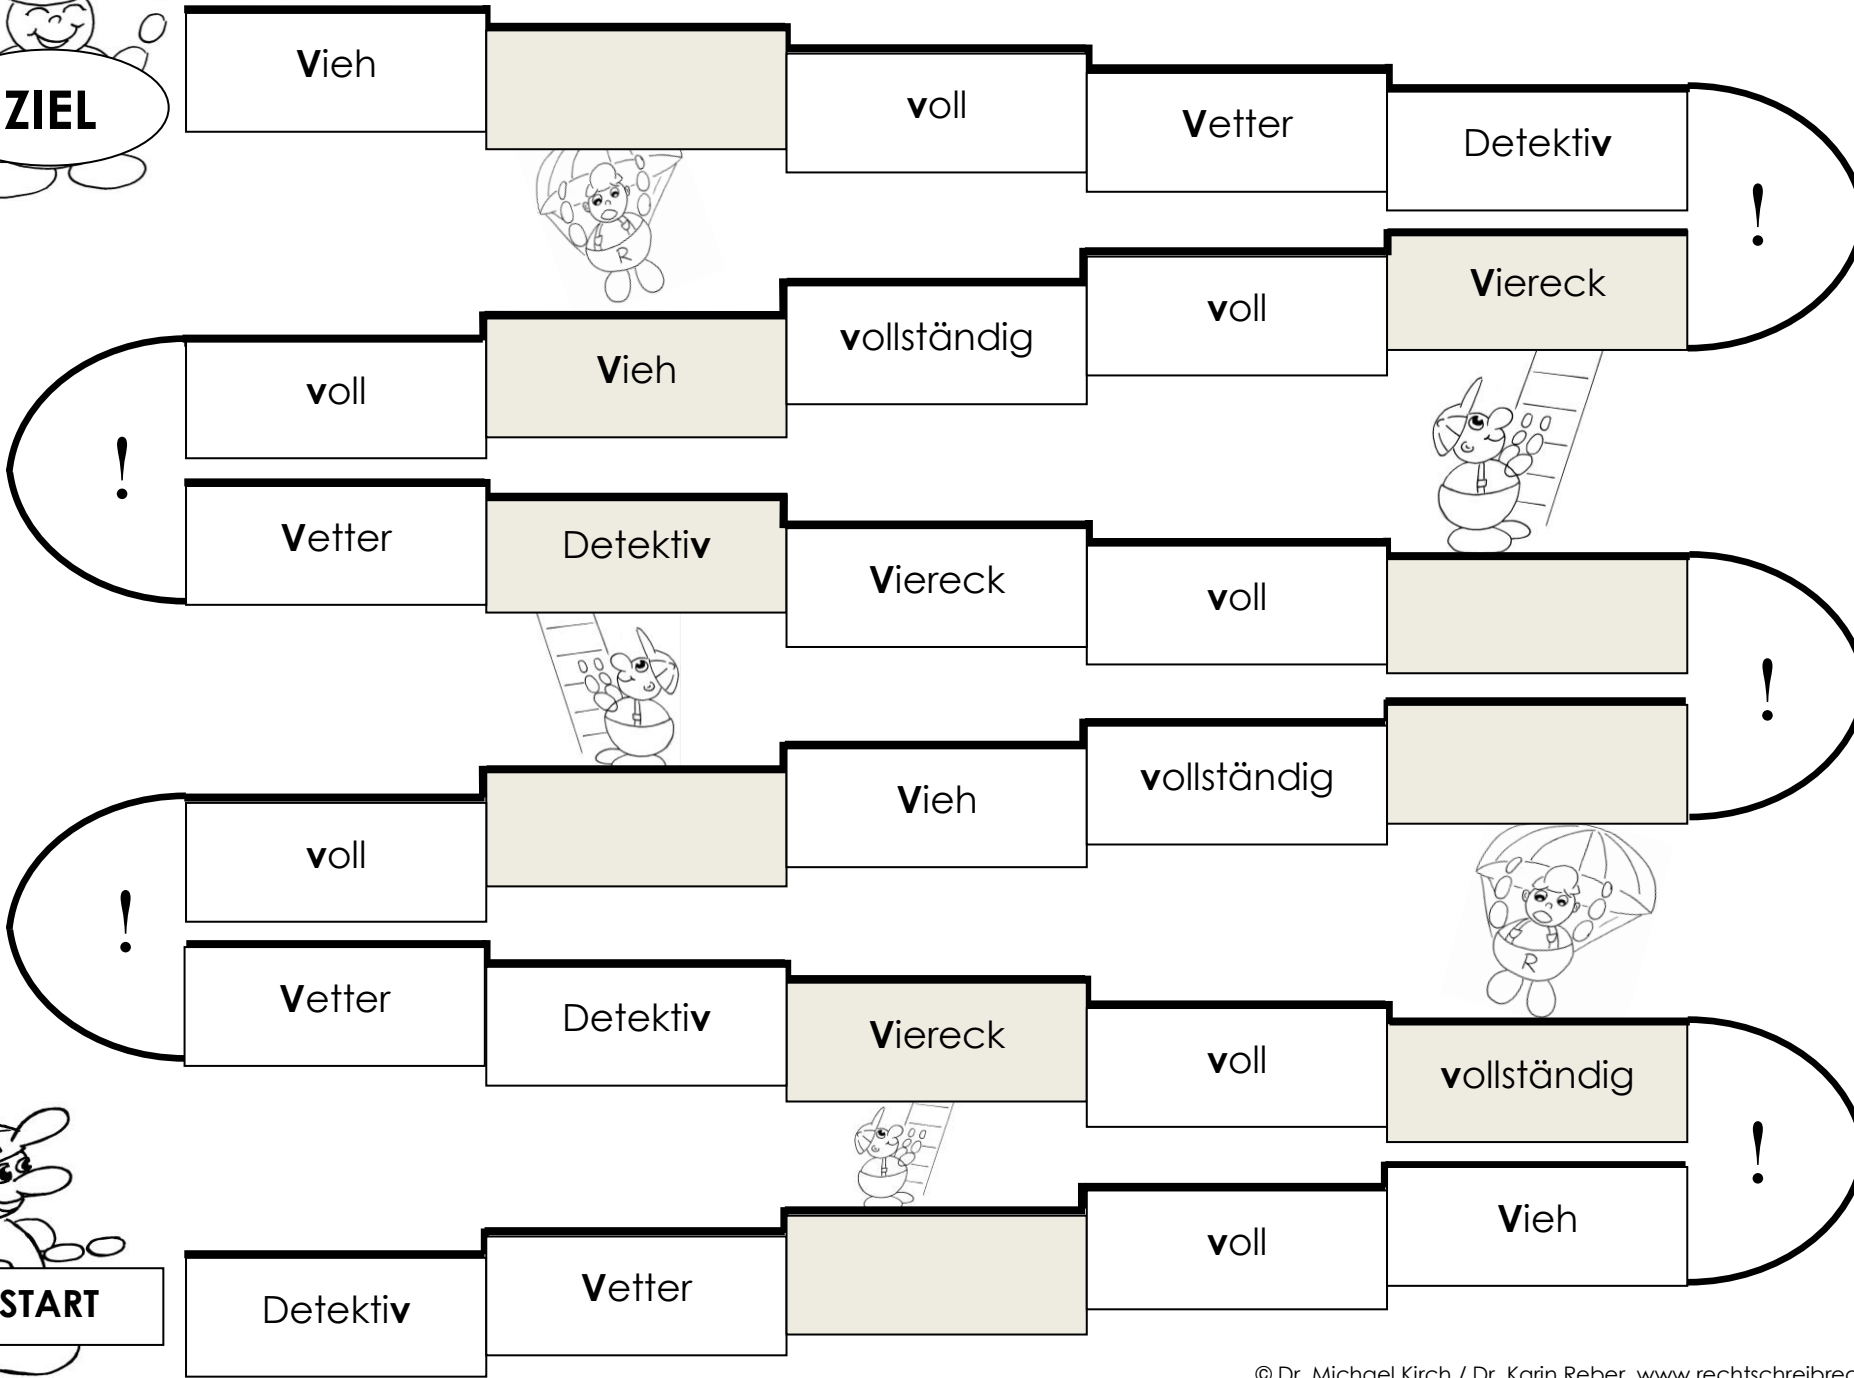 Vieh
ZIEL
voll
Vetter
Detektiv
!
Viereck
voll
vollständig
Vieh
voll
!
Vetter
Detektiv
Viereck
voll
!
vollständig
Vieh
voll
!
Vetter
Detektiv
Viereck
voll
vollständig
!
Vieh
voll
Vetter
Detektiv
START
R
R
© Dr. Michael Kirch / Dr. Karin Reber, www.rechtschreibrec